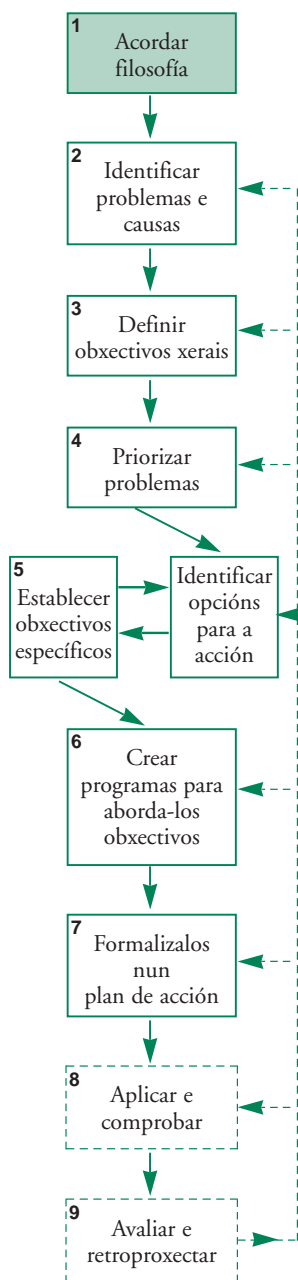 1
Acordar
filosofía
2
Identificar
problemas e
causas
3
Definir
obxectivos xerais
4
Priorizar
problemas
5
Establecer
obxectivos
específicos
Identificar
opcións
para a
acción
6
Crear
programas para
aborda-los
obxectivos
7
Formalizalos
nun
plan de acción
8
Aplicar e
comprobar
9
Avaliar e
retroproxectar